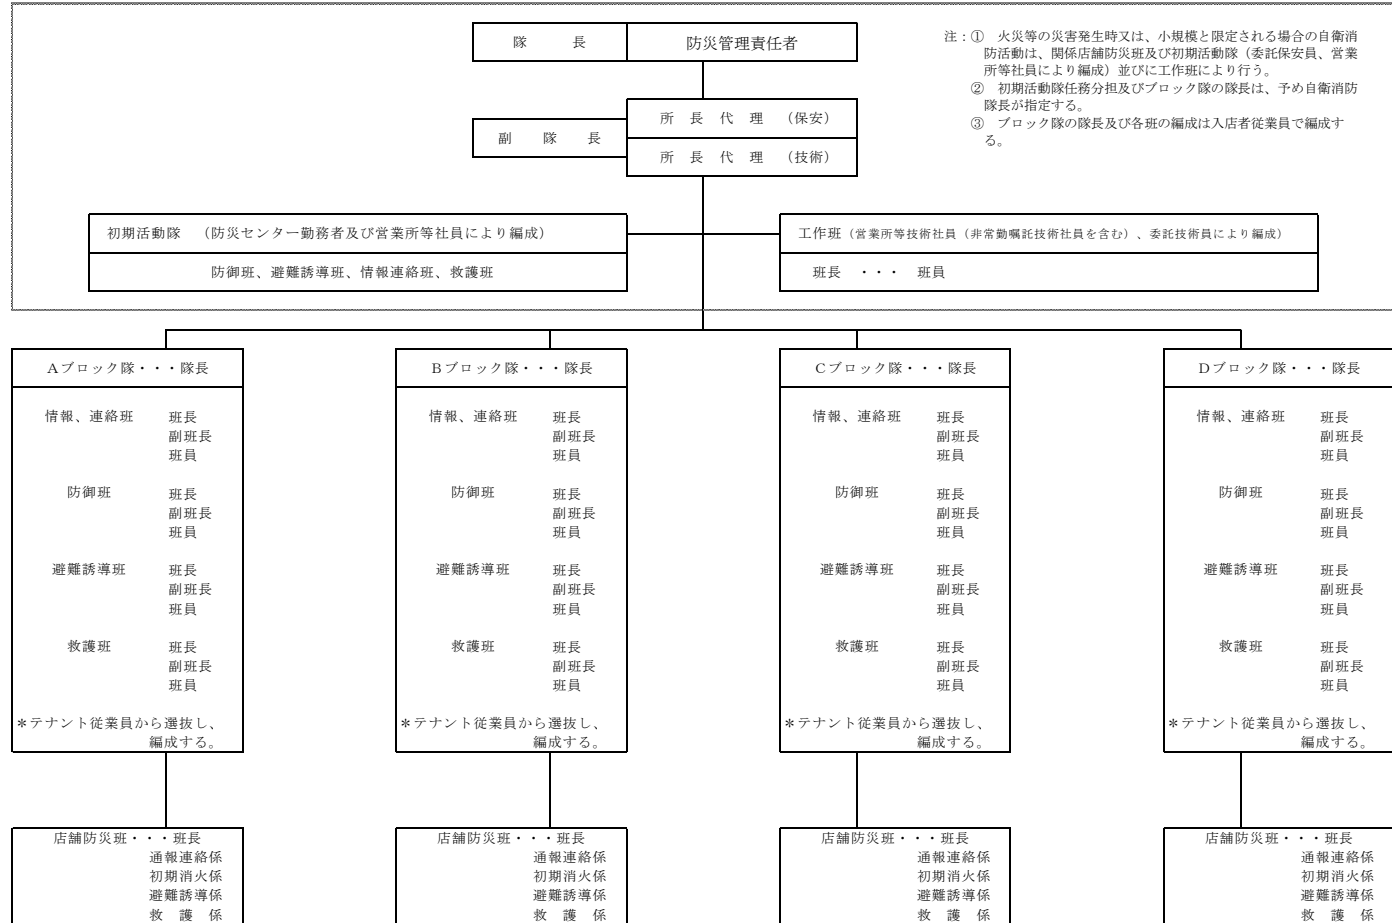 隊　　長　防災管理責任者
注：①　火災等の災害発生時又は、小規模と限定される場合の自衛消
防活動は、関係店舗防災班及び初期活動隊（委託保安員、営業
所等社員により編成）並びに工作班により行う。
②　初期活動隊任務分担及びブロック隊の隊長は、予め自衛消防
隊長が指定する。
③　ブロック隊の隊長及び各班の編成は入店者従業員で編成す
る。
副　隊　長
所　長　代　理　（保安）
所　長　代　理　（技術）
初期活動隊　（防災センター勤務者及び営業所等社員により編成）
防御班、避難誘導班、情報連絡班、救護班
工作班（営業所等技術社員（非常勤嘱託技術社員を含む）、委託技術員により編成）
班長　・・・　班員
Aブロック隊・・・隊長
情報、連絡班　班長
副班長
班員
防御班　班長
副班長
班員
避難誘導班　班長
副班長
班員
救護班　班長
副班長
班員
＊テナント従業員から選抜し、
編成する。
店舗防災班・・・班長
通報連絡係
初期消火係
避難誘導係
救　護　係
Bブロック隊・・・隊長
情報、連絡班　班長
副班長
班員
防御班　班長
副班長
班員
避難誘導班　班長
副班長
班員
救護班　班長
副班長
班員
＊テナント従業員から選抜し、
編成する。
店舗防災班・・・班長
通報連絡係
初期消火係
避難誘導係
救　護　係
Cブロック隊・・・隊長
情報、連絡班　班長
副班長
班員
防御班　班長
副班長
班員
避難誘導班　班長
副班長
班員
救護班　班長
副班長
班員
＊テナント従業員から選抜し、
編成する。
店舗防災班・・・班長
通報連絡係
初期消火係
避難誘導係
救　護　係
Dブロック隊・・・隊長
情報、連絡班　班長
副班長
班員
防御班　班長
副班長
班員
避難誘導班　班長
副班長
班員
救護班　班長
副班長
班員
＊テナント従業員から選抜し、
編成する。
店舗防災班・・・班長
通報連絡係
初期消火係
避難誘導係
救　護　係